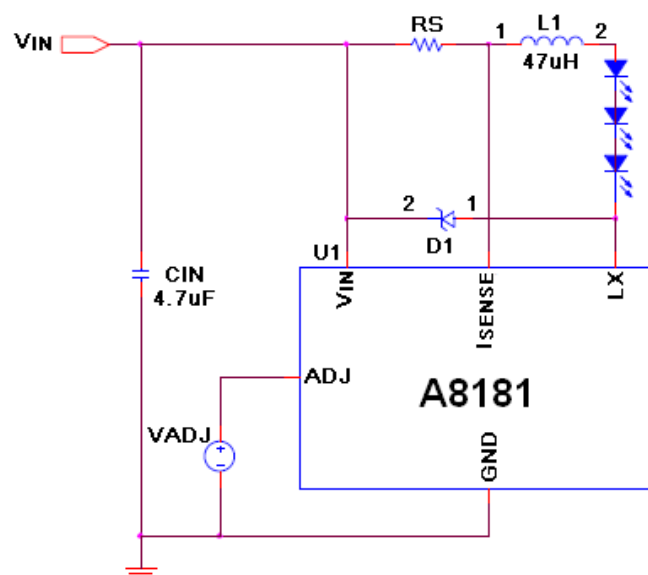 VIN
RS
1
L1
2
47uH
2
1
D1
U1
VIN
ISENSE
LX
CIN
4.7uF
ADJ
A8181
VADJ
+
-
GND